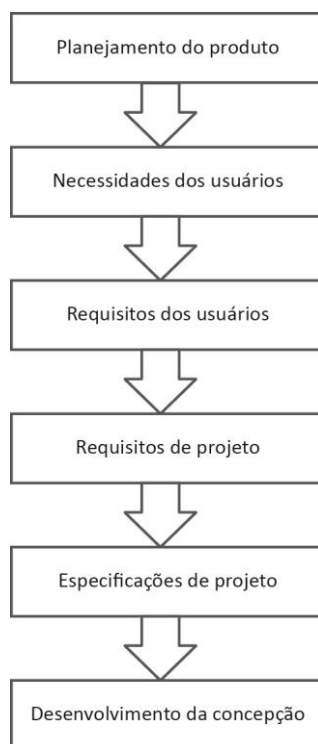 Planejamento do produto
Necessidades dos usuários
Requisitos dos usuários
Requisitos de projeto
Especificações de projeto
Desenvolvimento da concepção